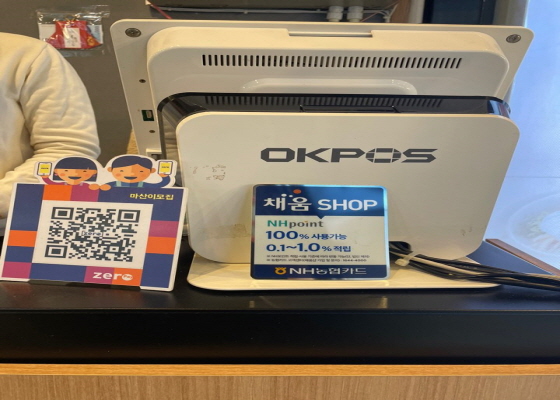 OKPOS
마산이모집
zero
채움 SHOP
NHpoint
100% 사용가능
0.1~1.0% 적립
NH농협카드